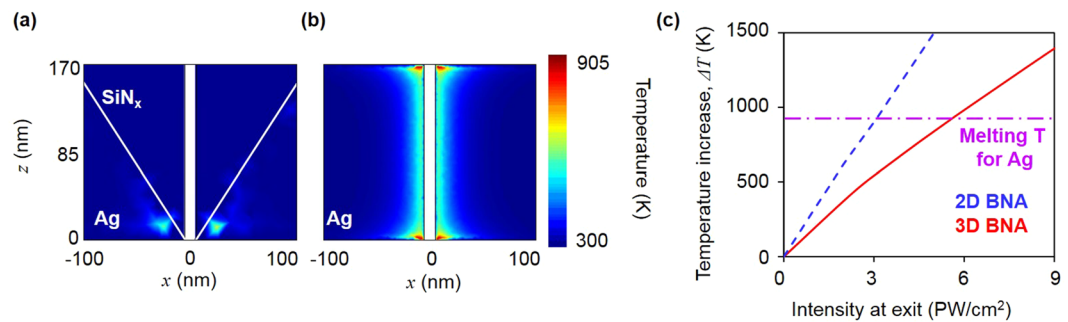 (a)
170
85
0
z (nm)
SiNₓ
Ag
-100
0
100
x (nm)
(b)
Ag
-100
0
100
x (nm)
905
300
Temperature (K)
(c)
1500
1000
500
0
Temperature increase, ΔT (K)
Melting T
for Ag
2D BNA
3D BNA
0
3
6
9
Intensity at exit (PW/cm²)